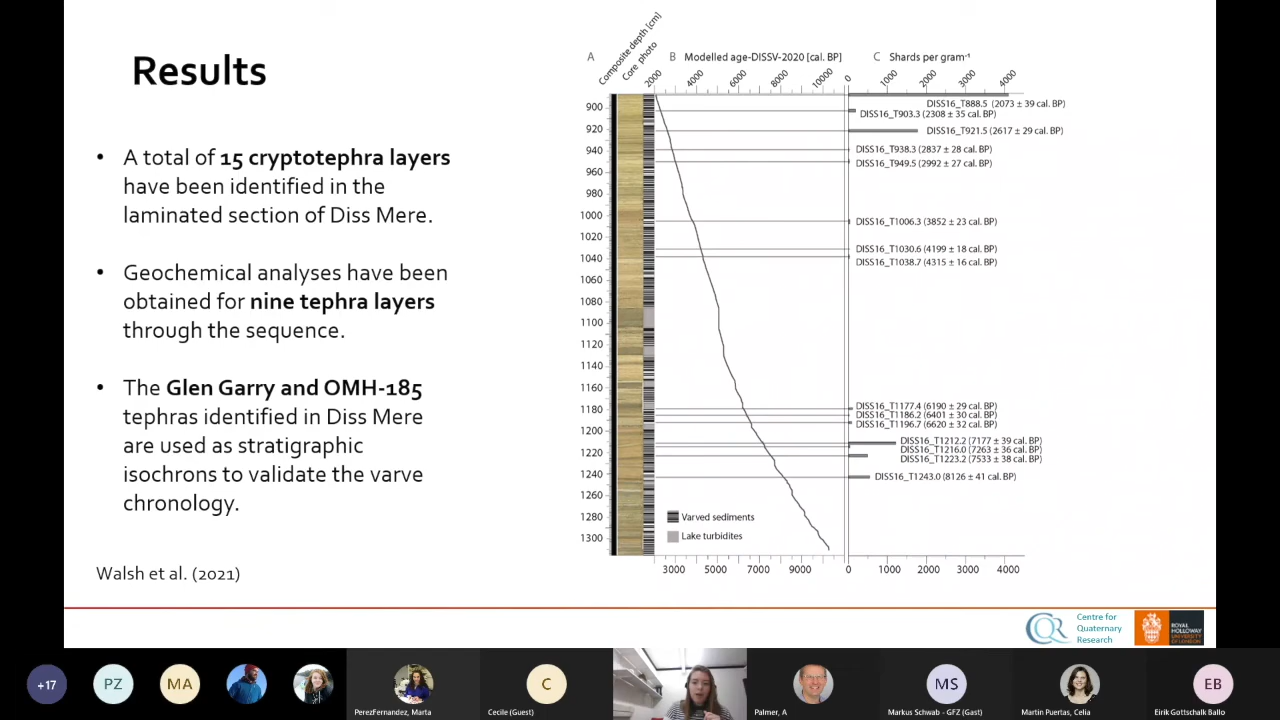 Results
• A total of 15 cryptotephra layers
have been identified in the
laminated section of Diss Mere.
• Geochemical analyses have been
obtained for nine tephra layers
through the sequence.
• The Glen Garry and OMH-185
tephras identified in Diss Mere
are used as stratigraphic
isochrons to validate the varve
chronology.
Walsh et al. (2021)
A
Composite depth [cm]
Core photo
B Modelled age-DISSV-2020 [cal. BP]
C Shards per gram⁻¹
2000 4000 6000 8000 10000
0 1000 2000 3000 4000
900
920
940
960
980
1000
1020
1040
1060
1080
1100
1120
1140
1160
1180
1200
1220
1240
1260
1280
1300
DISS16_T888.5 (2073 ± 39 cal. BP)
DISS16_T903.3 (2308 ± 35 cal. BP)
DISS16_T921.5 (2617 ± 29 cal. BP)
DISS16_T938.3 (2837 ± 28 cal. BP)
DISS16_T949.5 (2992 ± 27 cal. BP)
DISS16_T1006.3 (3852 ± 23 cal. BP)
DISS16_T1030.6 (4199 ± 18 cal. BP)
DISS16_T1038.7 (4315 ± 16 cal. BP)
DISS16_T1177.4 (6190 ± 29 cal. BP)
DISS16_T1186.2 (6401 ± 30 cal. BP)
DISS16_T1196.7 (6620 ± 32 cal. BP)
DISS16_T1212.2 (7177 ± 39 cal. BP)
DISS16_T1216.0 (7263 ± 36 cal. BP)
DISS16_T1223.2 (7533 ± 38 cal. BP)
DISS16_T1243.0 (8126 ± 41 cal. BP)
Varved sediments
Lake turbidites
3000 5000 7000 9000
0 1000 2000 3000 4000
Centre for
Quaternary
Research
ROYAL
HOLLOWAY
UNIVERSITY
OF LONDON
+17
PZ
MA
PerezFernandez, Marta
C
Cecile (Guest)
Palmer, A
MS
Markus Schwab - GFZ (Gast)
Martin Puertas, Celia
EB
Eirik Gottschalk Ballo